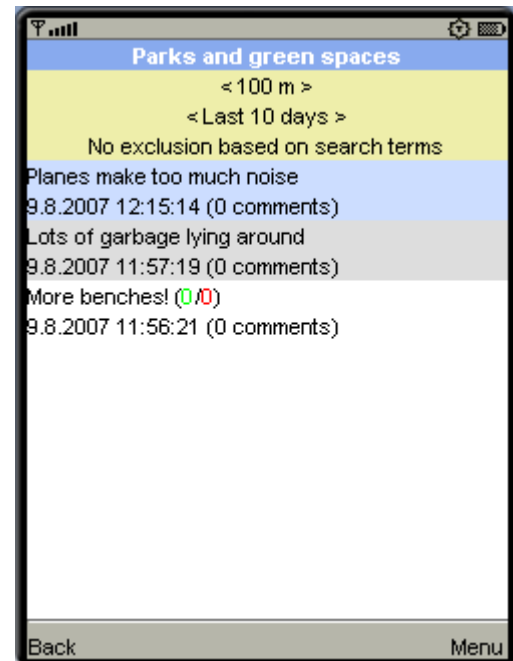 Parks and green spaces
< 100 m >
< Last 10 days >
No exclusion based on search terms
Planes make too much noise
9.8.2007 12:15:14 (0 comments)
Lots of garbage lying around
9.8.2007 11:57:19 (0 comments)
More benches! (0/0)
9.8.2007 11:56:21 (0 comments)
Back Menu